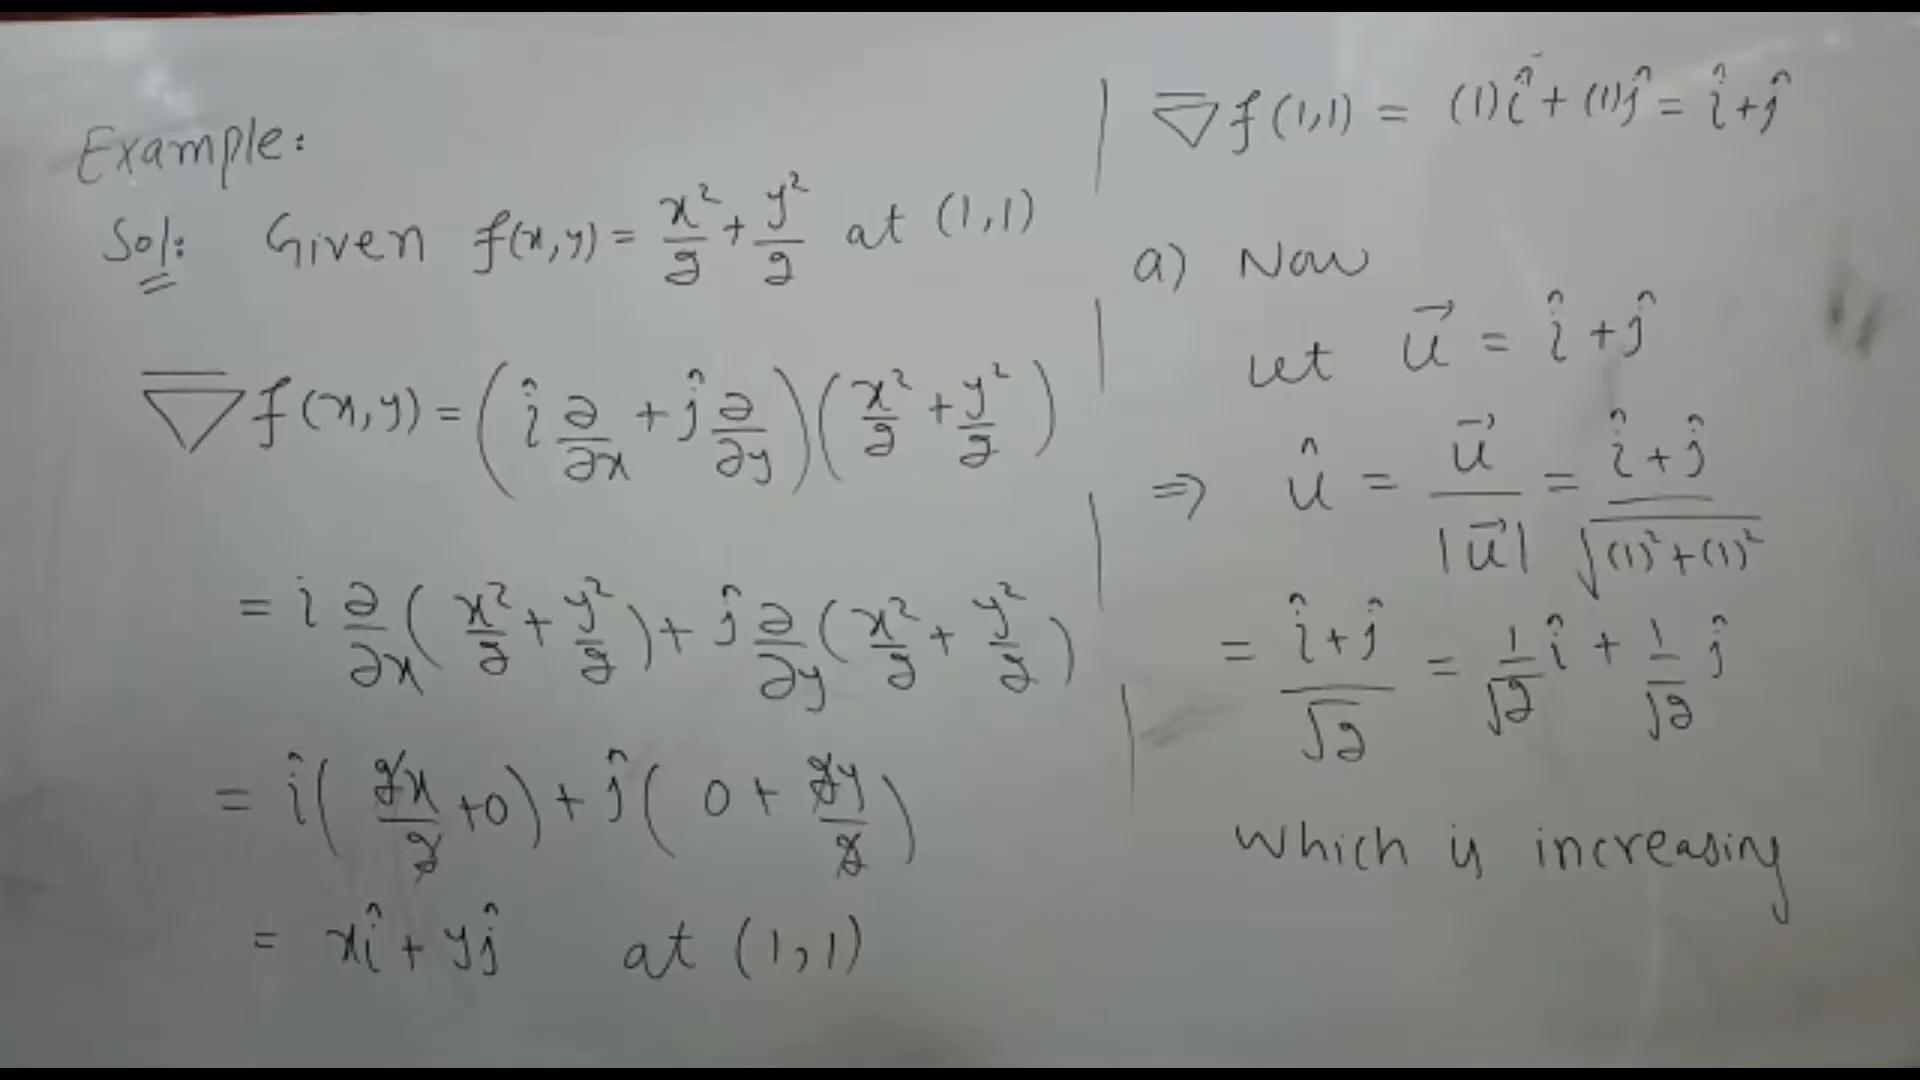 Example:
Sol: Given f(x,y) = x²/2 + y²/2 at (1,1)
∇f(x,y) = (î ∂/∂x + ĵ ∂/∂y)(x²/2 + y²/2)
= i ∂/∂x(x²/2 + y²/2) + ĵ ∂/∂y(x²/2 + y²/2)
= î(2x/2 + 0) + ĵ(0 + 2y/2)
= xî + yĵ at (1,1)
∇f(1,1) = (1)î + (1)ĵ = î + ĵ
a) Now
Let u⃗ = î + ĵ
⇒ û = u⃗/|u⃗| = (î + ĵ)/√((1)² + (1)²)
= (î + ĵ)/√2 = 1/√2 î + 1/√2 ĵ
which is increasing